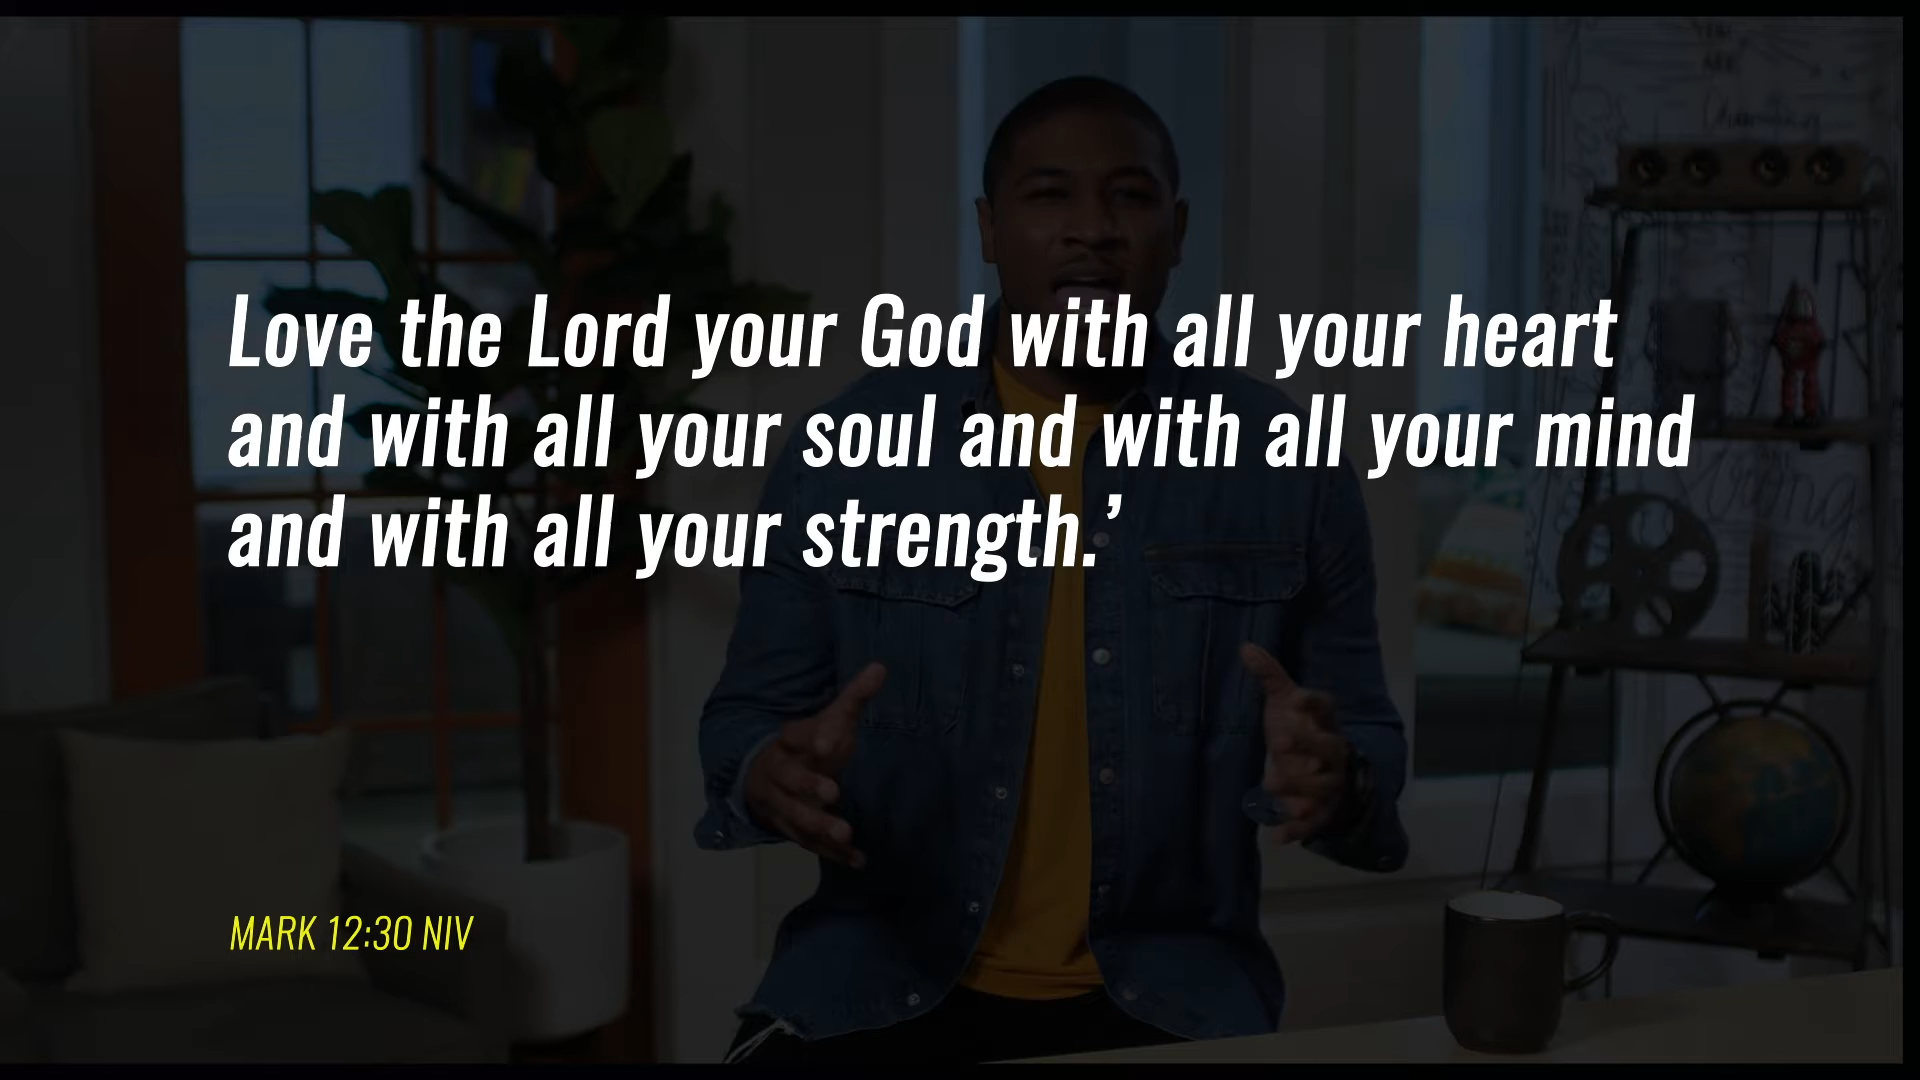 Love the Lord your God with all your heart
and with all your soul and with all your mind
and with all your strength.’
MARK 12:30 NIV